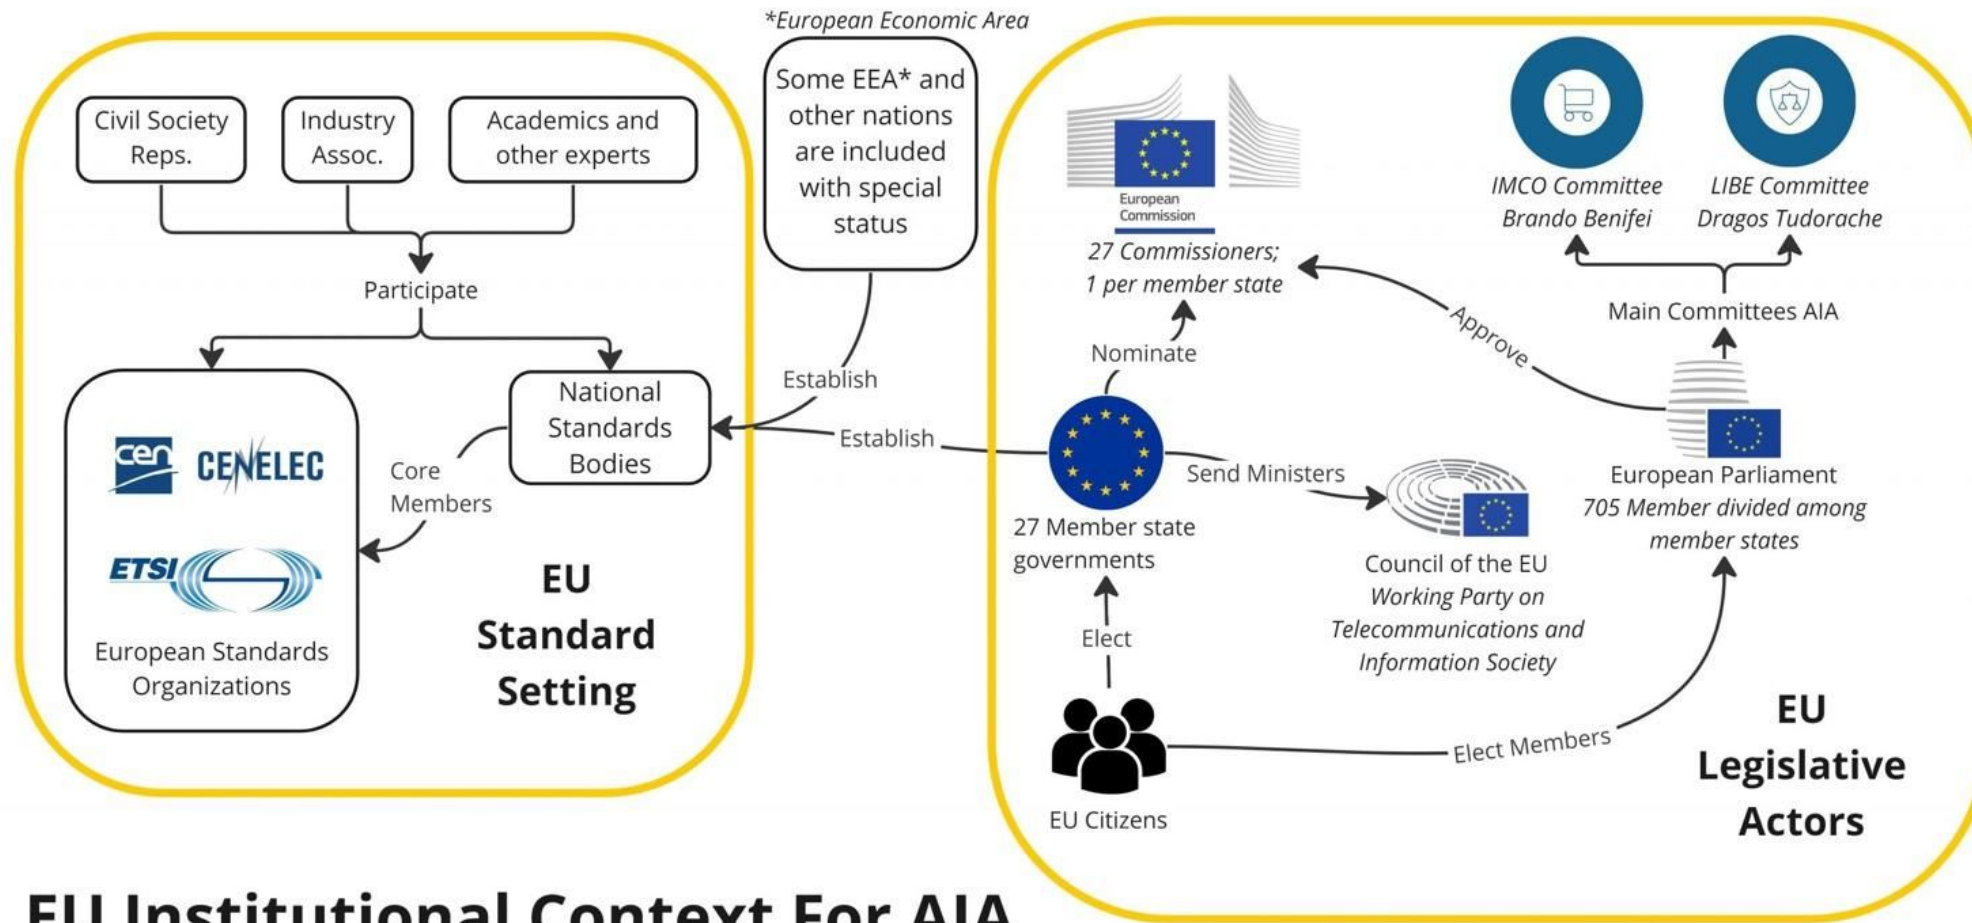 *European Economic Area
Some EEA* and
other nations
are included
with special
status
Civil Society
Reps.
Industry
Assoc.
Academics and
other experts
Participate
National
Standards
Bodies
Core
Members
cen
CENELEC
ETSI
European Standards
Organizations
EU
Standard
Setting
Establish
Establish
European
Commission
27 Commissioners;
1 per member state
Nominate
27 Member state
governments
Elect
EU Citizens
Send Ministers
Council of the EU
Working Party on
Telecommunications and
Information Society
Approve
IMCO Committee
Brando Benifei
LIBE Committee
Dragos Tudorache
Main Committees AIA
European Parliament
705 Member divided among
member states
Elect Members
EU
Legislative
Actors
EU Institutional Context For AIA